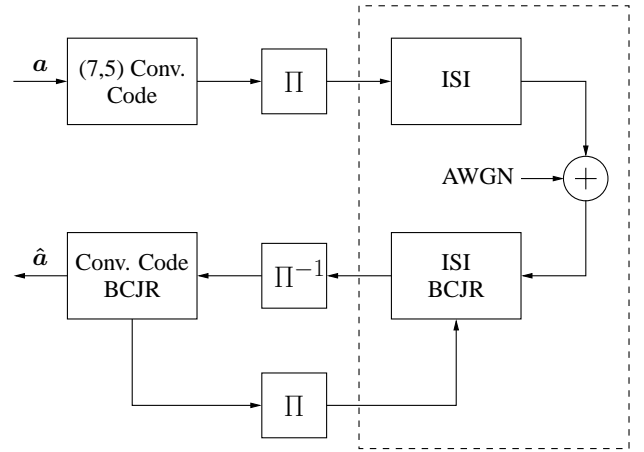 a
(7,5) Conv.
Code
Π
ISI
AWGN
+
â
Conv. Code
BCJR
Π⁻¹
ISI
BCJR
Π